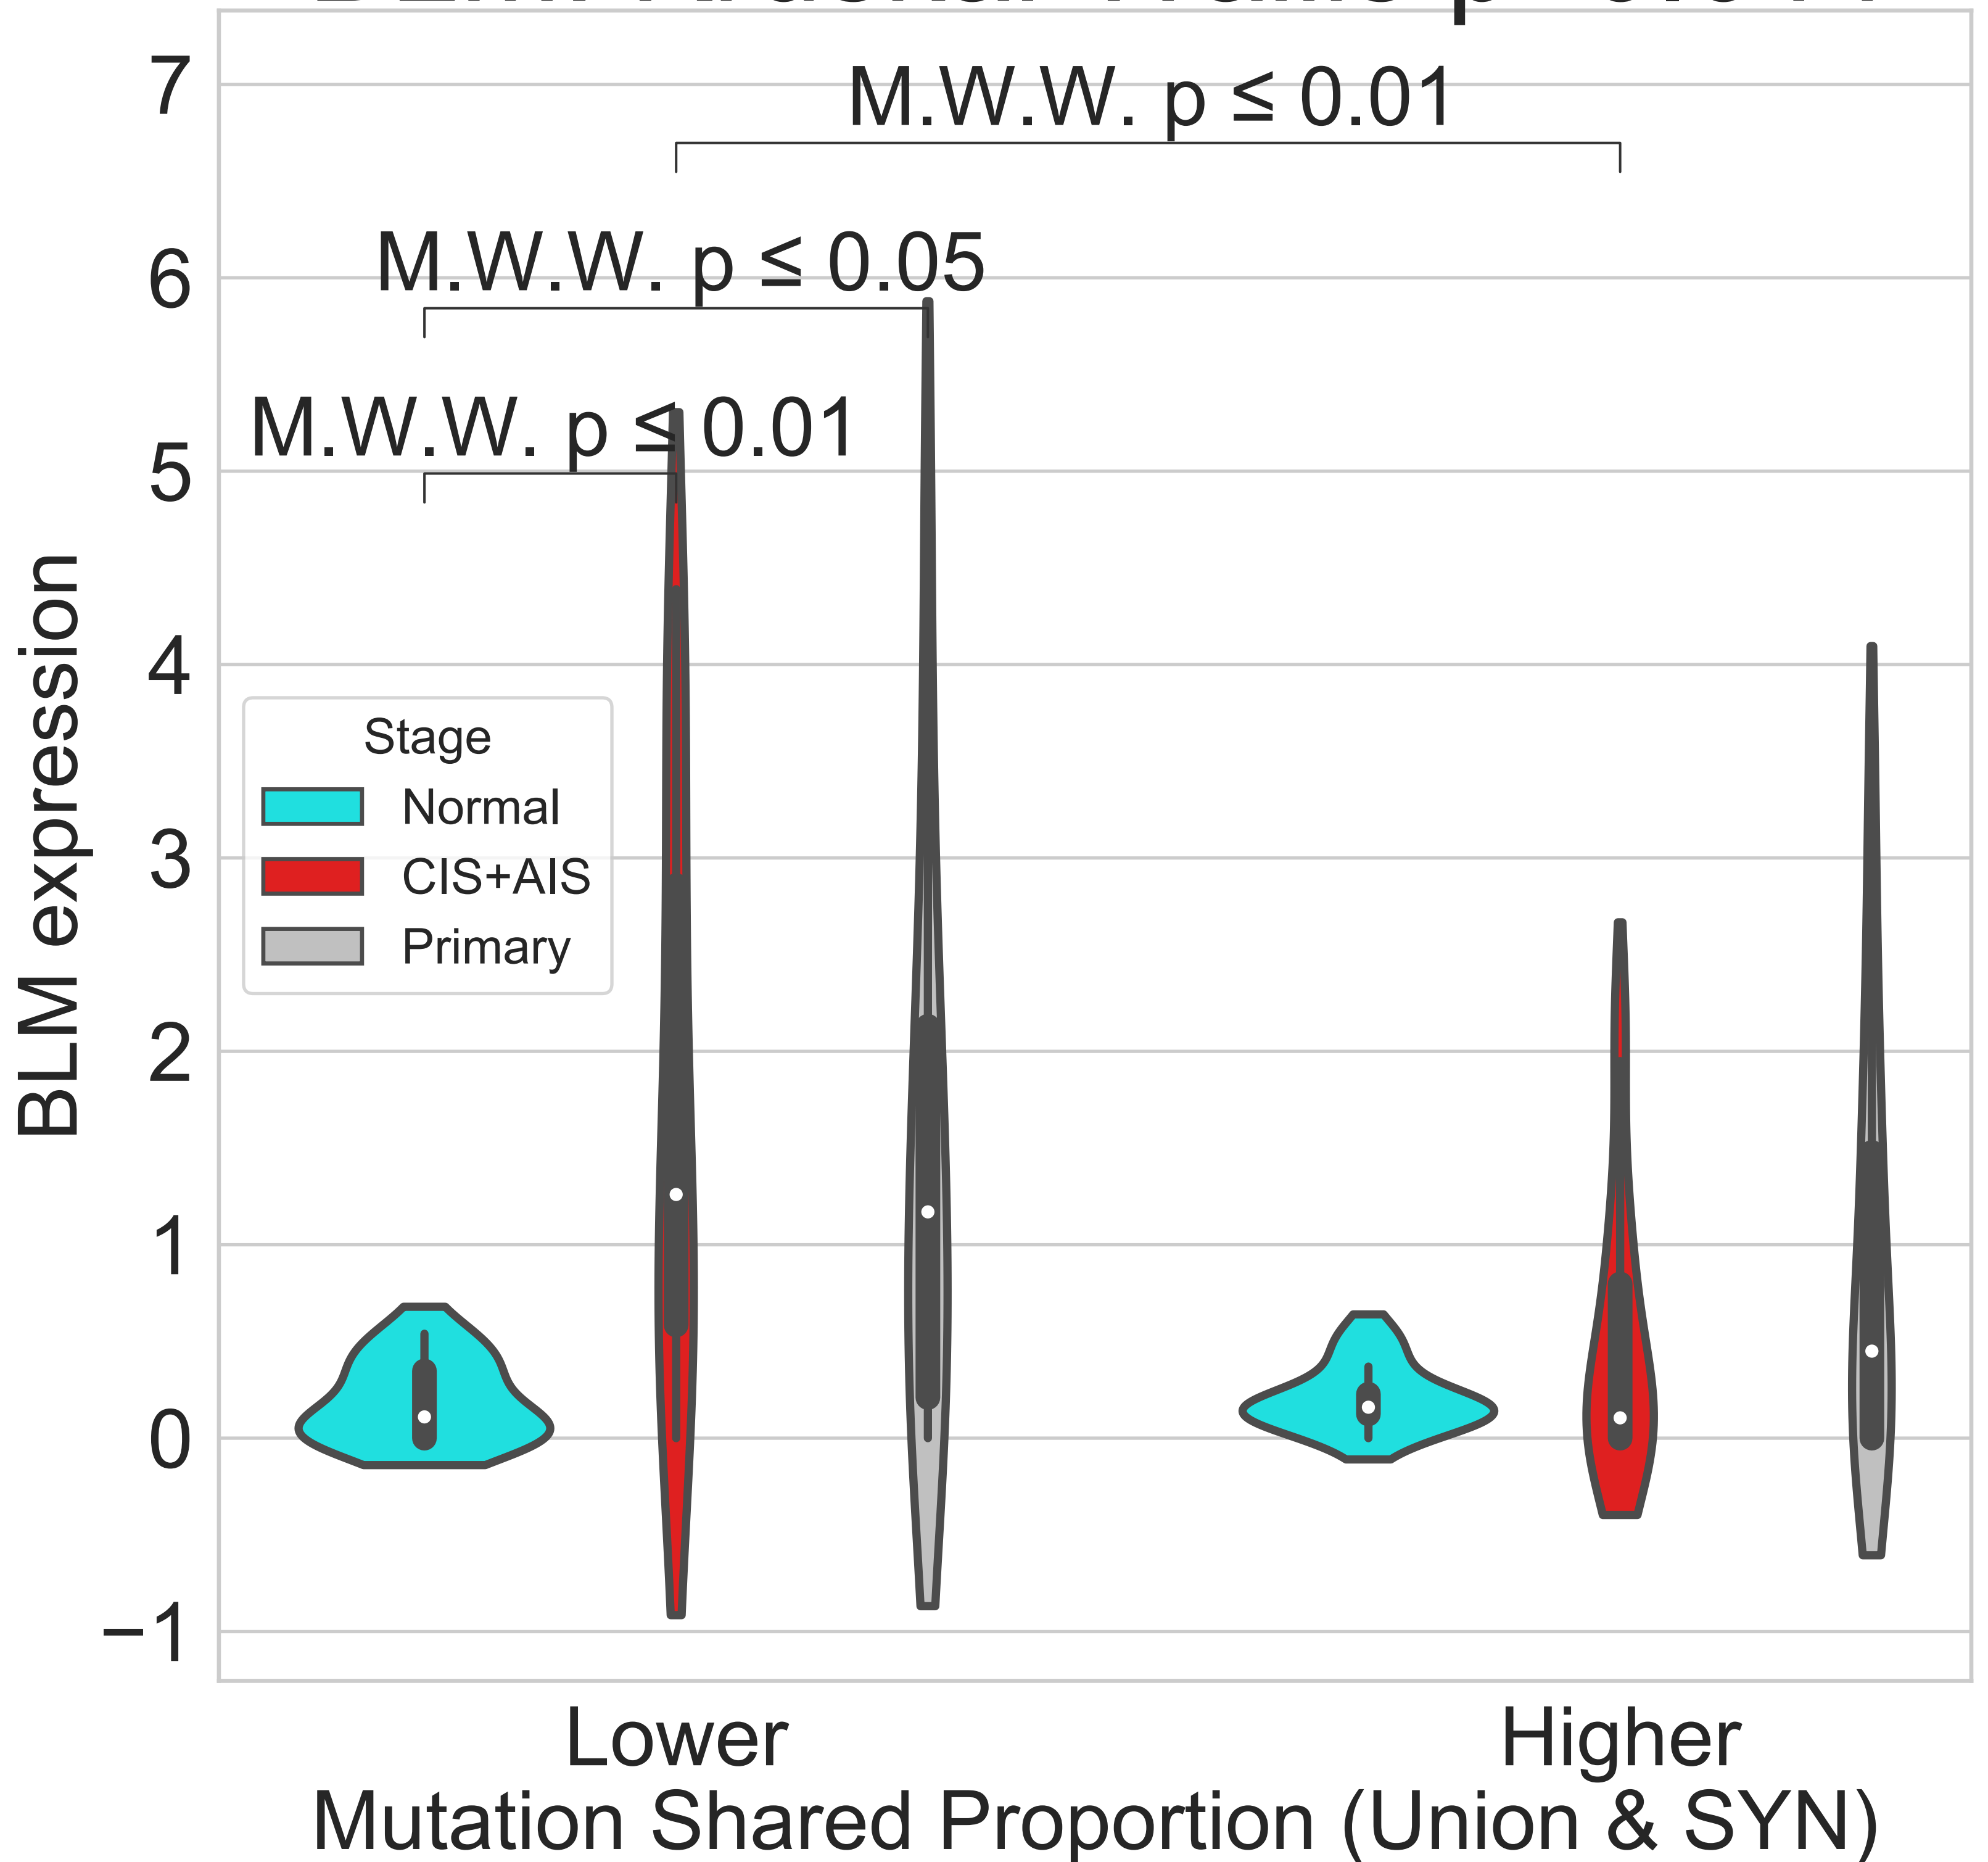 7
M.W.W. p ≤ 0.01
6
M.W.W. p ≤ 0.05
5
M.W.W. p ≤ 0.01
4
3
2
1
0
−1
BLM expression
Stage
Normal
CIS+AIS
Primary
Lower
Higher
Mutation Shared Proportion (Union & SYN)